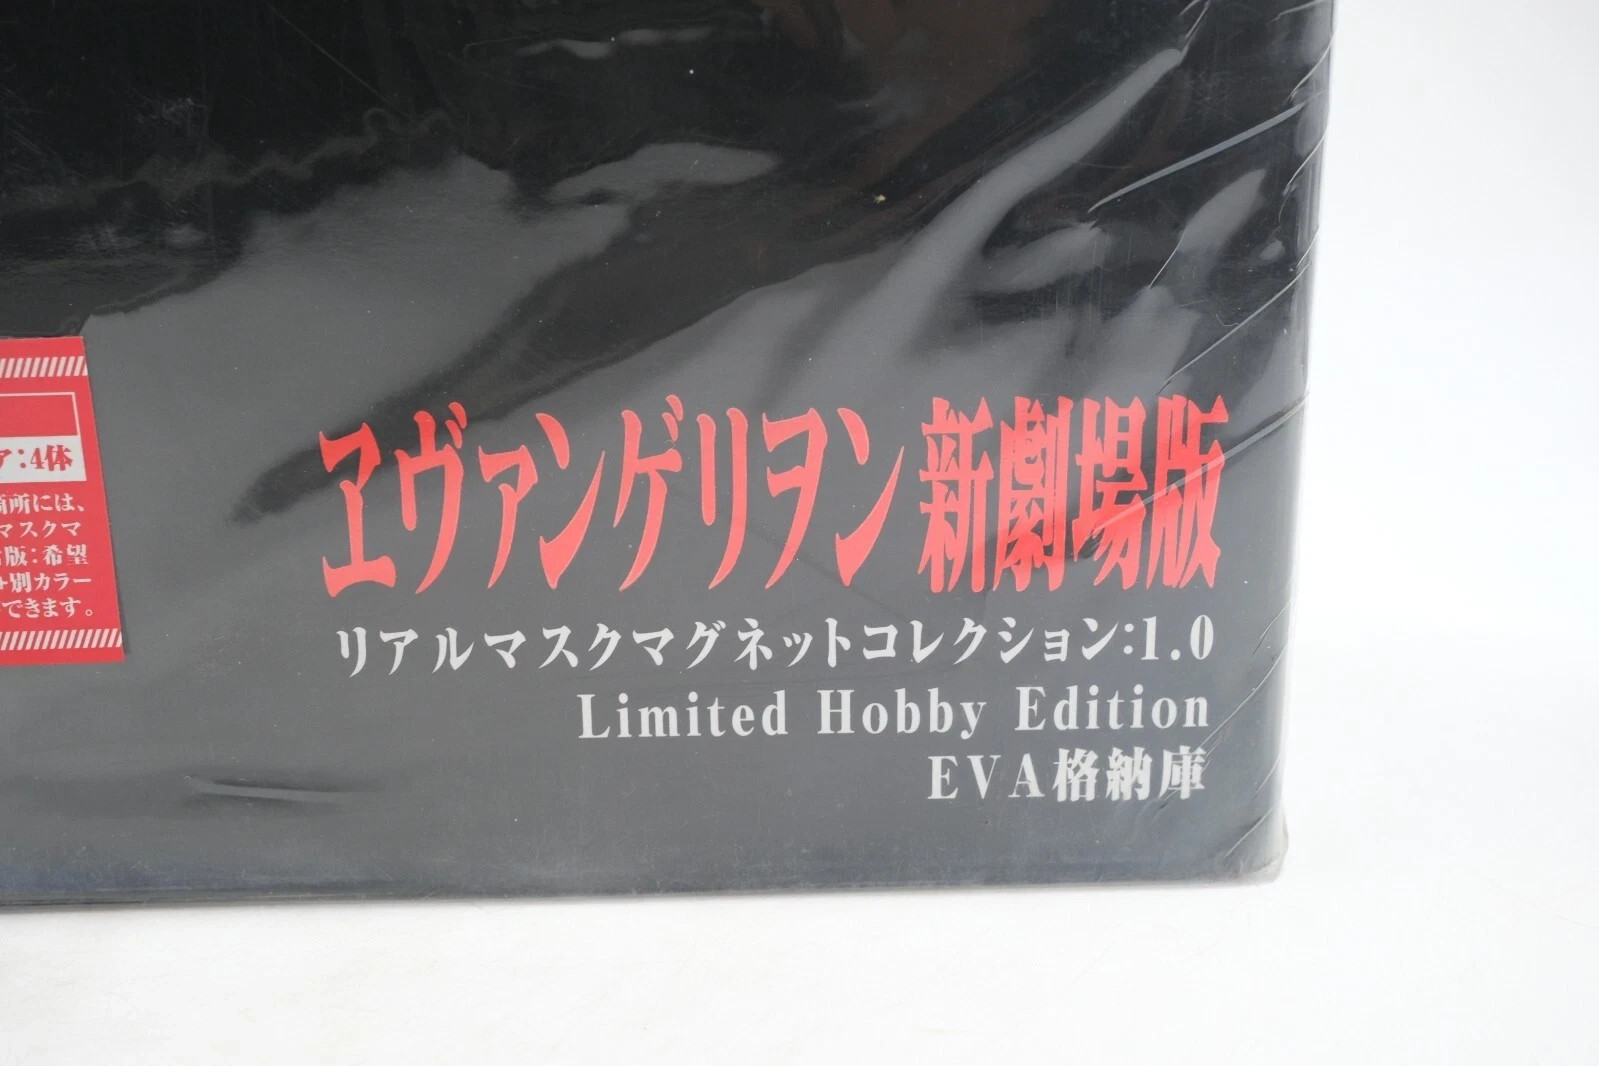 ア:4体
箇所には、
マスクマ
版:希望
+別カラー
できます。
ヱヴァンゲリヲン新劇場版
リアルマスクマグネットコレクション:1.0
Limited Hobby Edition
EVA格納庫